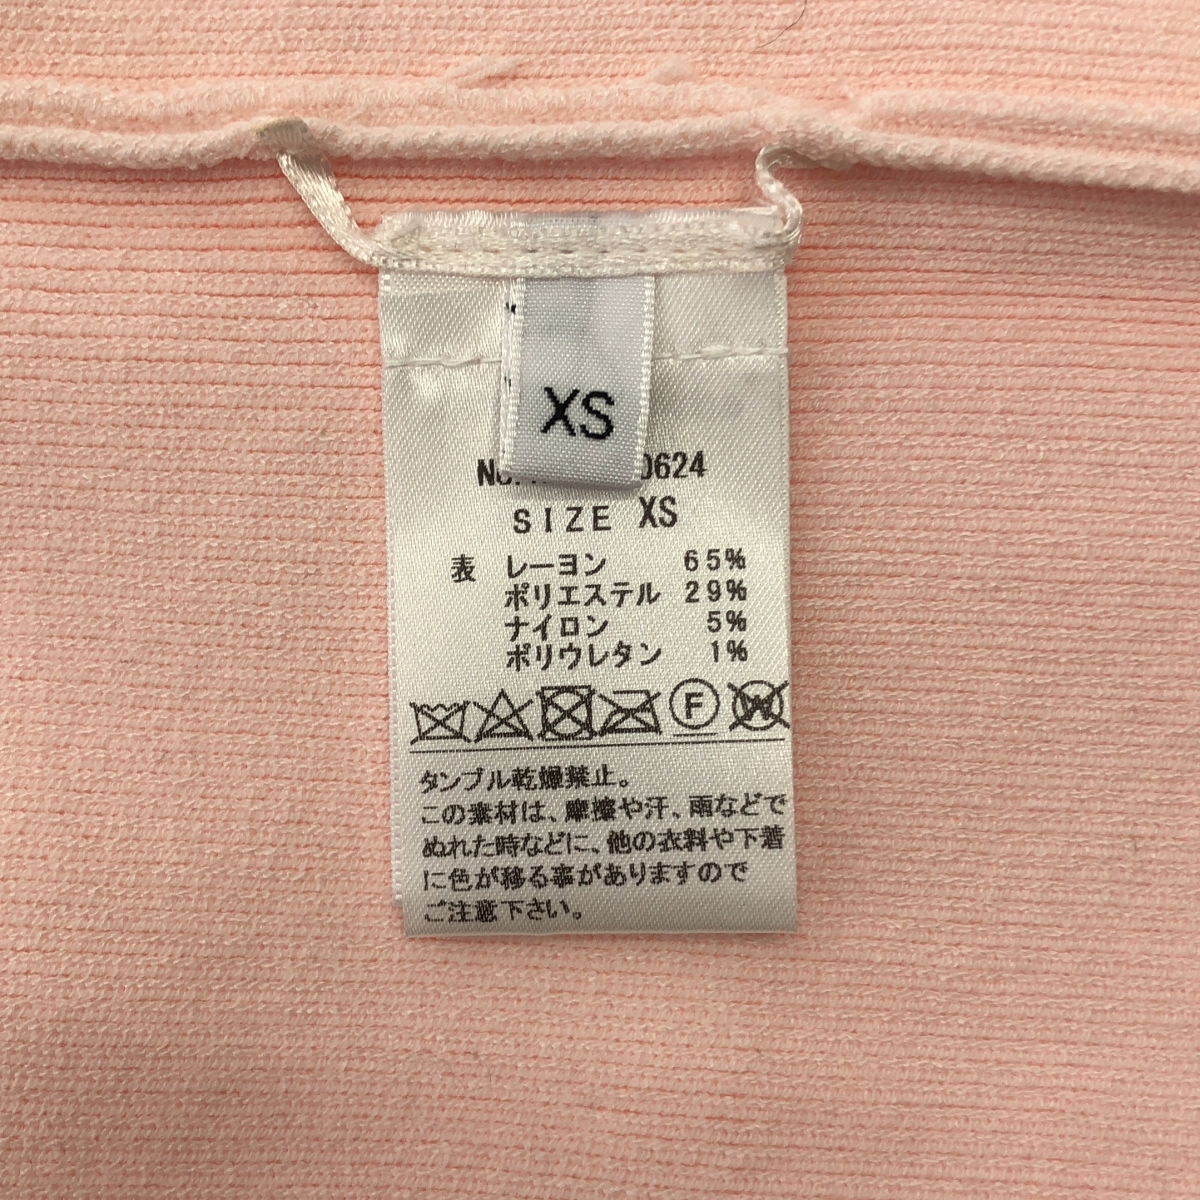 XS
0624
SIZE XS
表 レーヨン 65%
ポリエステル 29%
ナイロン 5%
ポリウレタン 1%
F W
タンブル乾燥禁止。
この素材は、摩擦や汗、雨などで
ぬれた時などに、他の衣料や下着
に色が移る事がありますので
ご注意下さい。